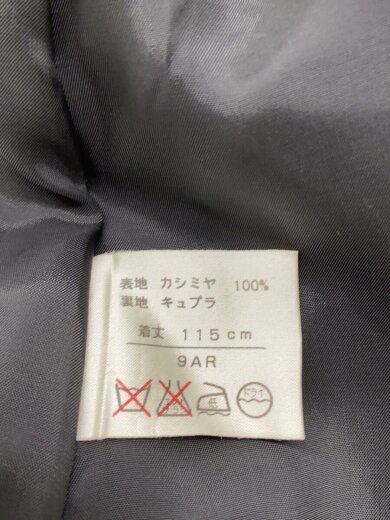 表地 カシミヤ 100%
裏地 キュプラ
着丈 115cm
9AR
低 ドライ